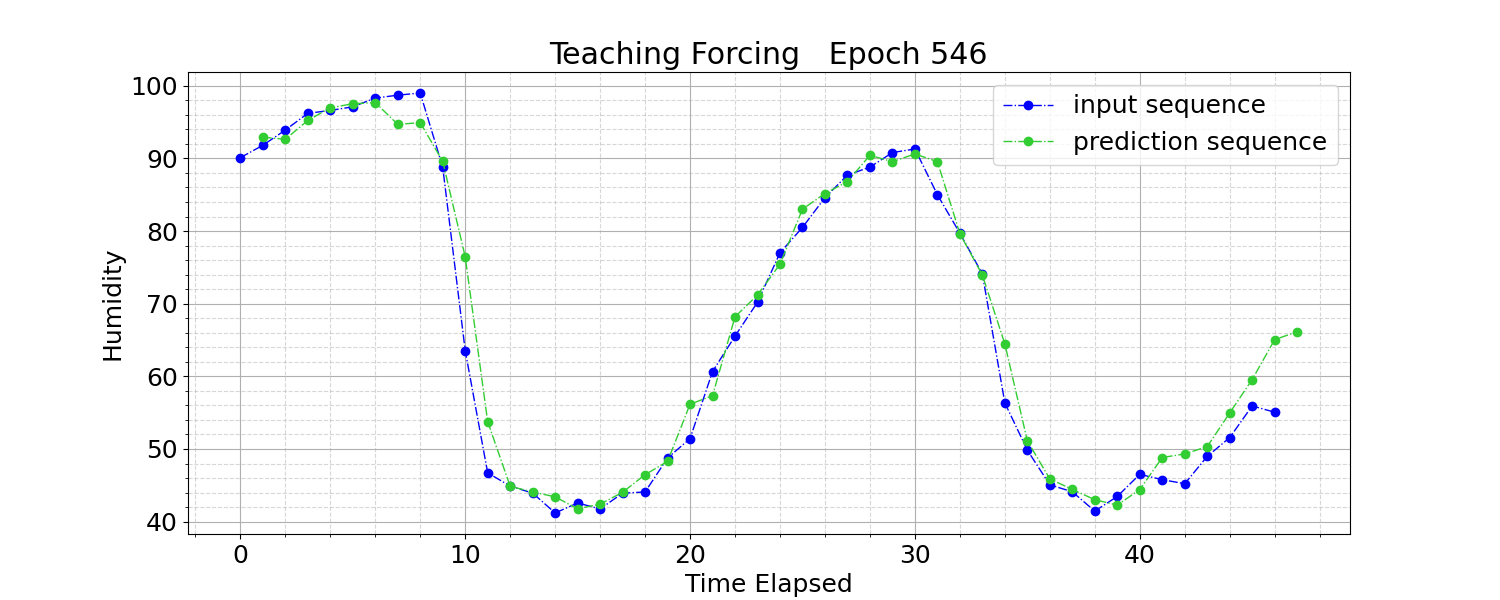 Teaching Forcing   Epoch 546
100
90
80
70
60
50
40
Humidity
input sequence
prediction sequence
0 10 20 30 40
Time Elapsed